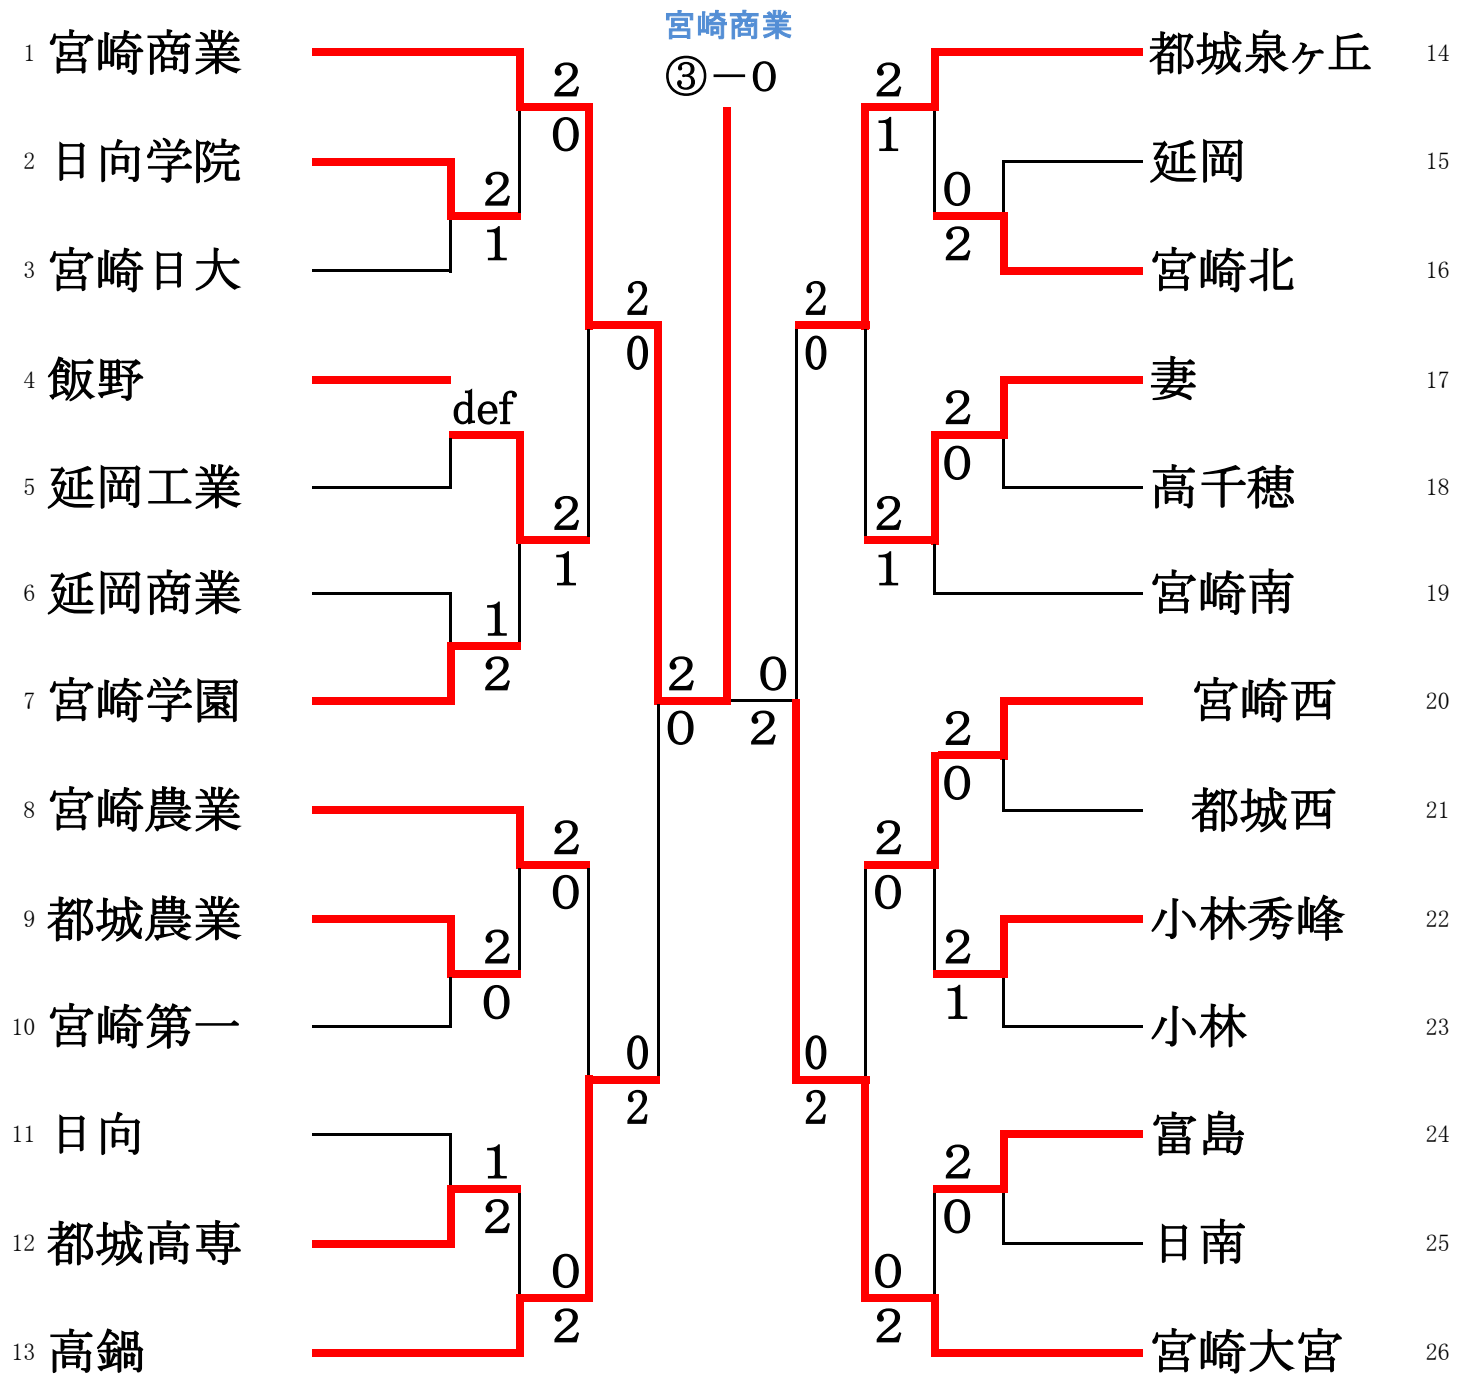 宮崎商業
③－0
1 宮崎商業
2 日向学院
3 宮崎日大
4 飯野
5 延岡工業
6 延岡商業
7 宮崎学園
8 宮崎農業
9 都城農業
10 宮崎第一
11 日向
12 都城高専
13 高鍋
2
1
def
1
2
2
0
1
2
2
0
2
1
2
0
0
2
2
0
0
2
2
0
0
2
2
0
0
2
2
1
2
1
2
0
0
2
0
2
2
0
2
0
2
1
2
0
都城泉ヶ丘 14
延岡 15
宮崎北 16
妻 17
高千穂 18
宮崎南 19
宮崎西 20
都城西 21
小林秀峰 22
小林 23
富島 24
日南 25
宮崎大宮 26